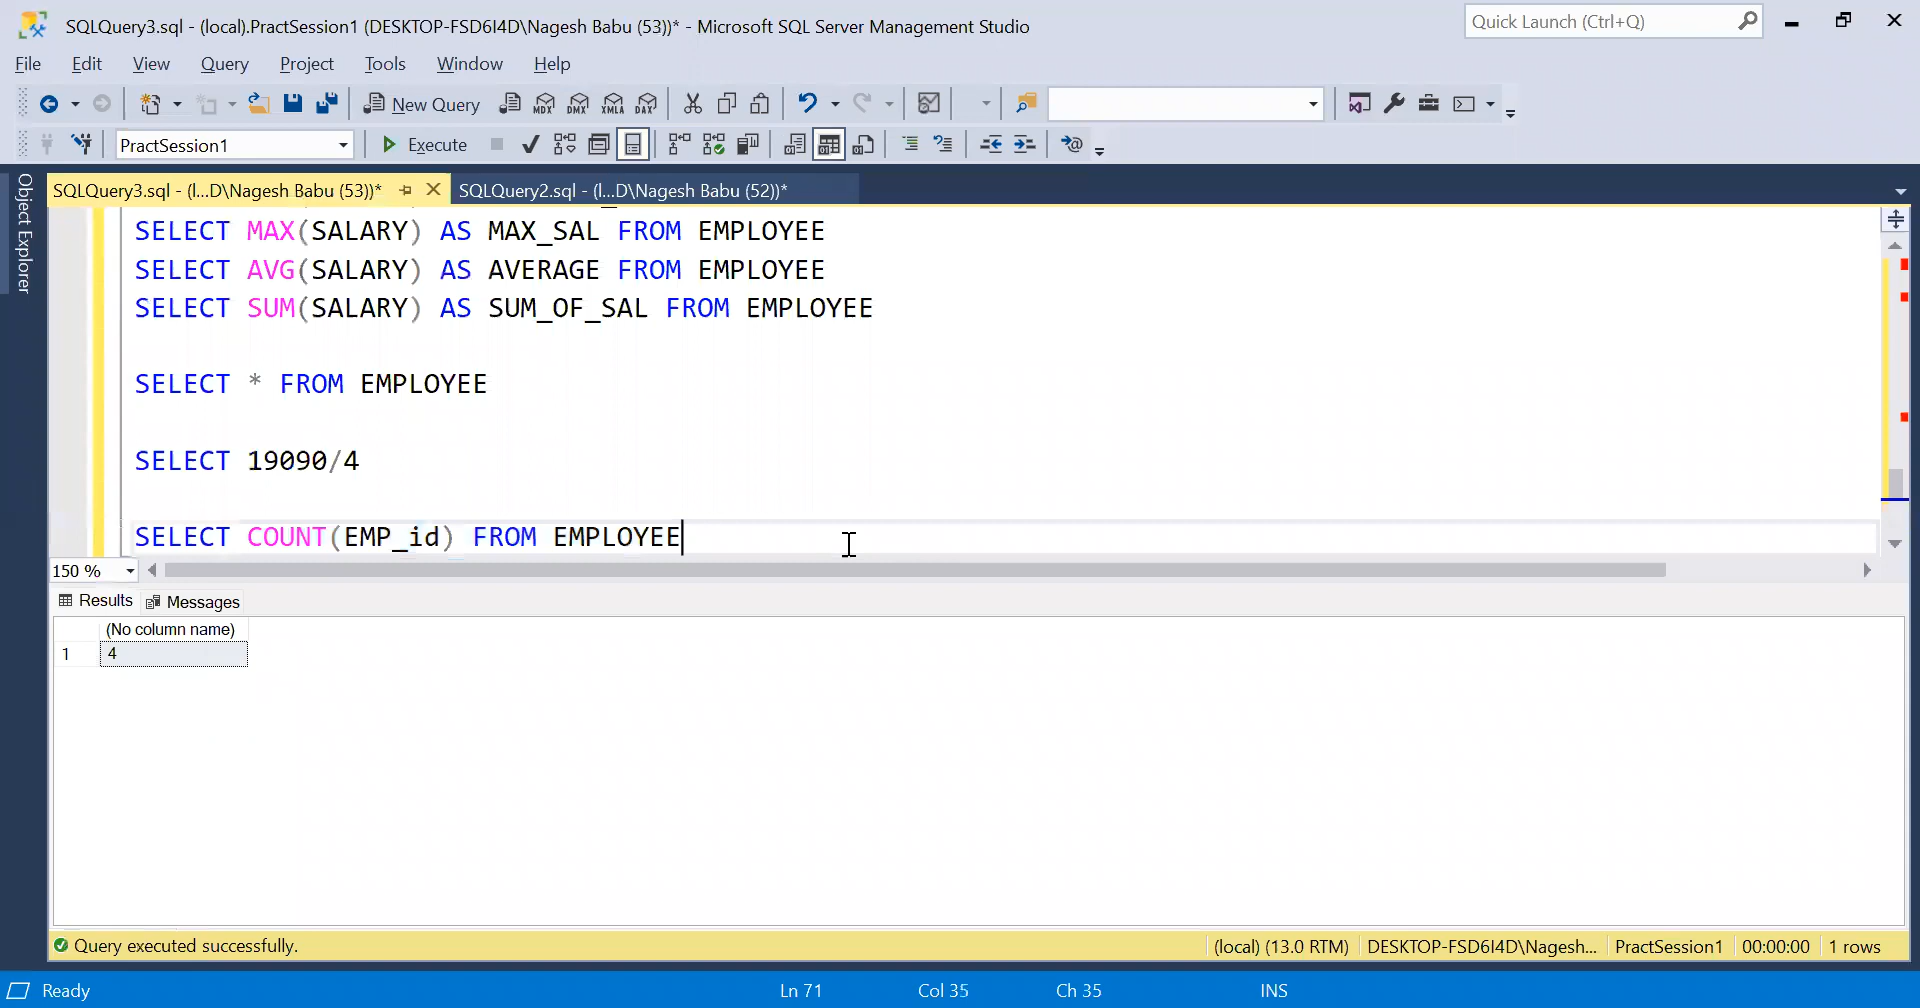 SQLQuery3.sql - (local).PractSession1 (DESKTOP-FSD6I4D\Nagesh Babu (53))* - Microsoft SQL Server Management Studio
Quick Launch (Ctrl+Q)
File Edit View Query Project Tools Window Help
New Query MDX DMX XMLA DAX
PractSession1 Execute
Object Explorer
SQLQuery3.sql - (l...D\Nagesh Babu (53))* SQLQuery2.sql - (l...D\Nagesh Babu (52))*
SELECT MAX(SALARY) AS MAX_SAL FROM EMPLOYEE
SELECT AVG(SALARY) AS AVERAGE FROM EMPLOYEE
SELECT SUM(SALARY) AS SUM_OF_SAL FROM EMPLOYEE
SELECT * FROM EMPLOYEE
SELECT 19090/4
SELECT COUNT(EMP_id) FROM EMPLOYEE
150 %
Results Messages
(No column name)
1 4
Query executed successfully. (local) (13.0 RTM) DESKTOP-FSD6I4D\Nagesh... PractSession1 00:00:00 1 rows
Ready Ln 71 Col 35 Ch 35 INS